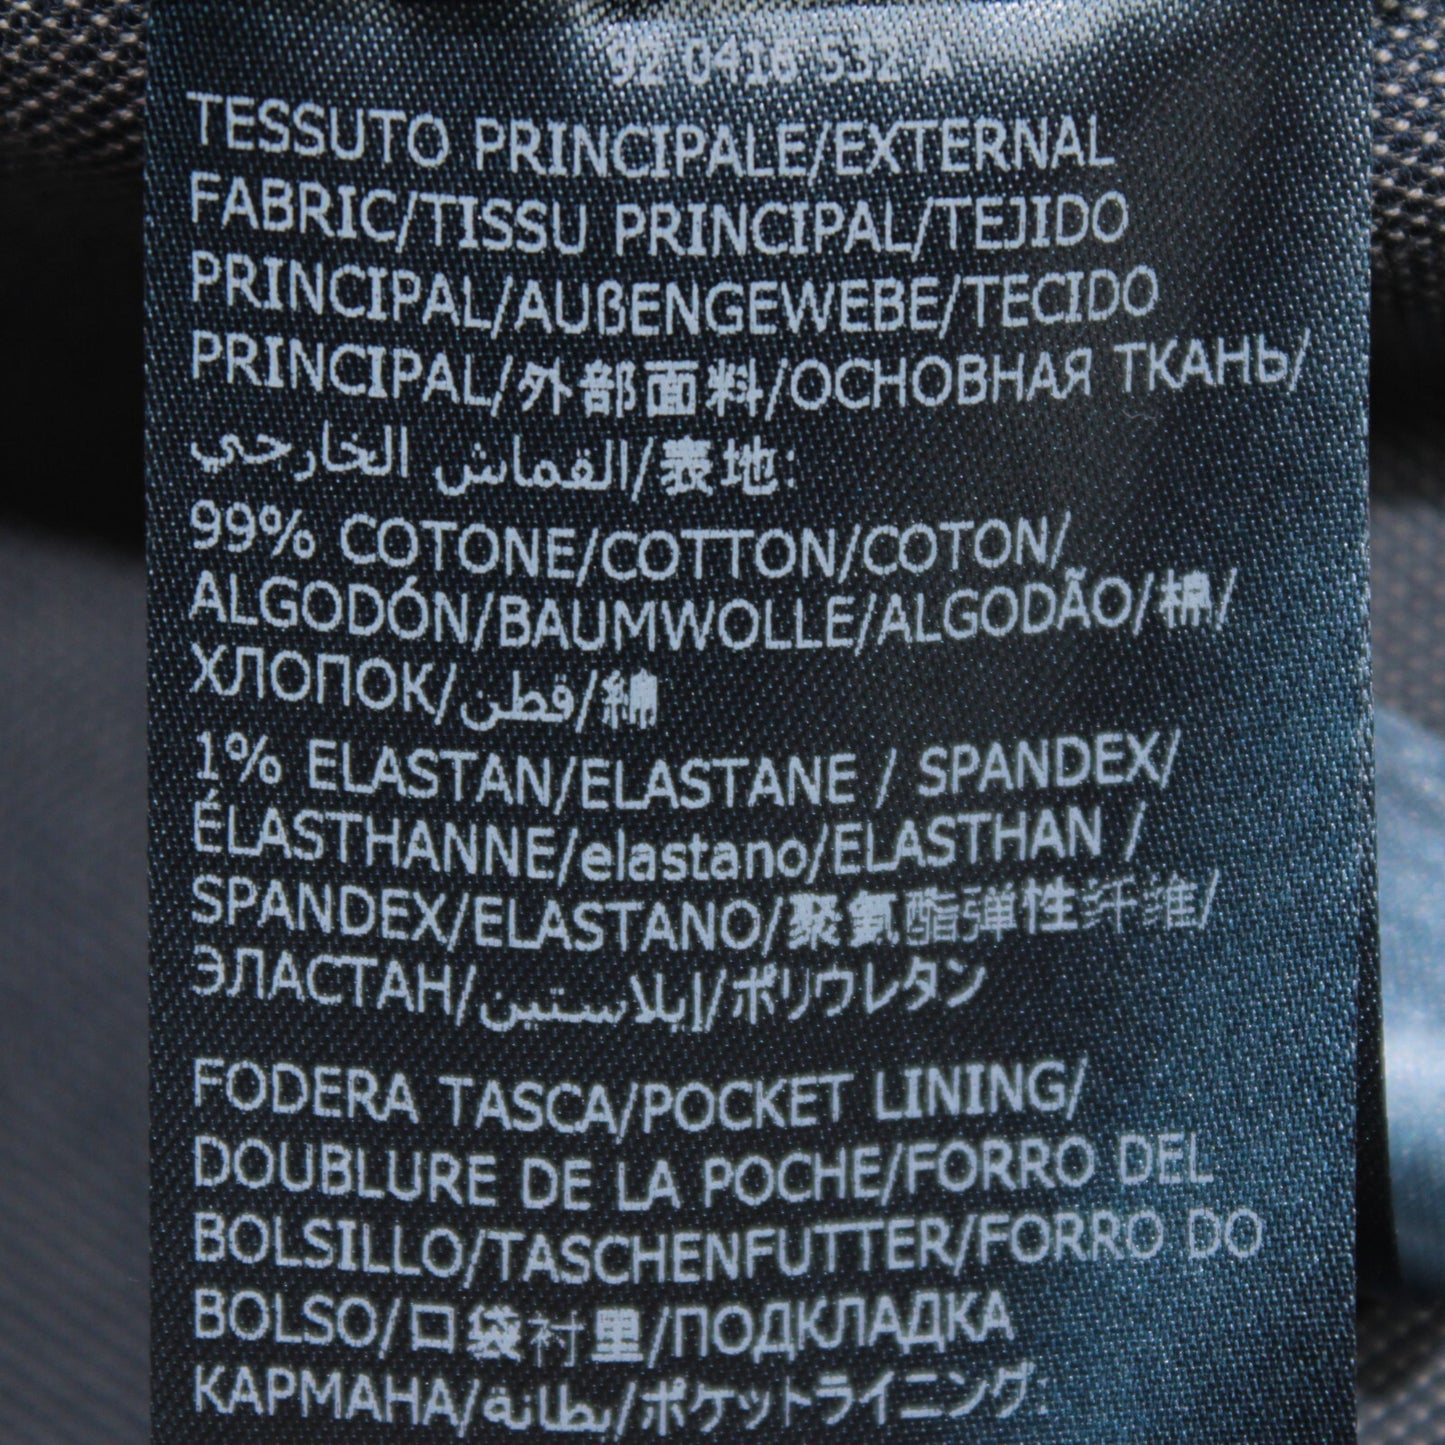 92 0416 532 A
TESSUTO PRINCIPALE/EXTERNAL
FABRIC/TISSU PRINCIPAL/TEJIDO
PRINCIPAL/AUßENGEWEBE/TECIDO
PRINCIPAL/外部面料/ОСНОВНАЯ ТКАНЬ/
القماش الخارجي/表地:
99% COTONE/COTTON/COTON/
ALGODÓN/BAUMWOLLE/ALGODÃO/棉/
ХЛОПОК/قطن/綿
1% ELASTAN/ELASTANE / SPANDEX/
ÉLASTHANNE/elastano/ELASTHAN /
SPANDEX/ELASTANO/聚氨酯弹性纤维/
ЭЛАСТАН/إيلاستين/ポリウレタン
FODERA TASCA/POCKET LINING/
DOUBLURE DE LA POCHE/FORRO DEL
BOLSILLO/TASCHENFUTTER/FORRO DO
BOLSO/口袋衬里/ПОДКЛАДКА
КАРМАНА/بطانة/ポケットライニング: